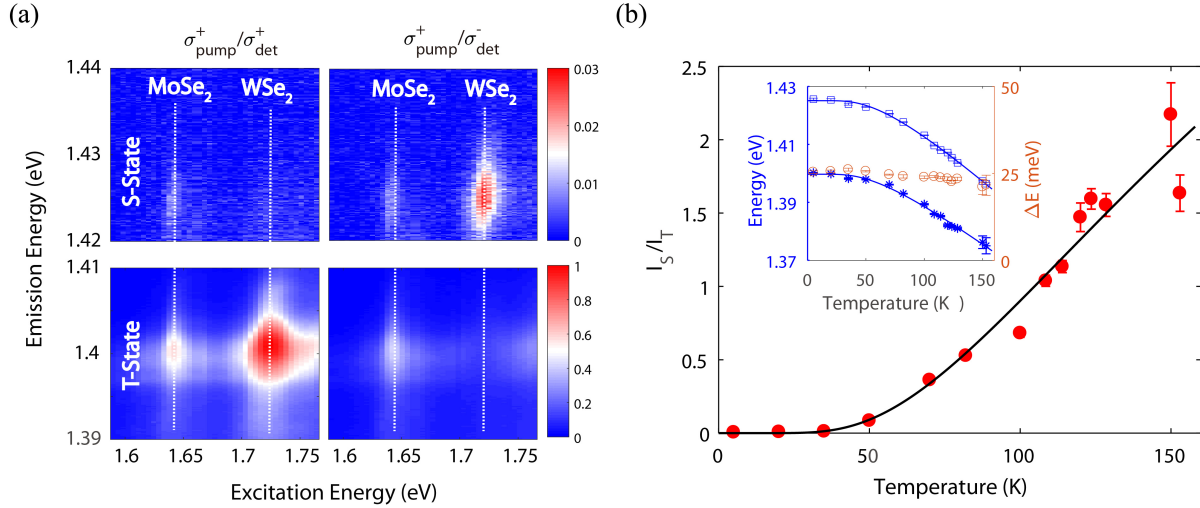 (a)
σ⁺pump/σ⁺det
σ⁺pump/σ⁻det
1.44
1.43
1.42
1.41
1.4
1.39
Emission Energy (eV)
S-State
T-State
MoSe₂
WSe₂
MoSe₂
WSe₂
0.03
0.02
0.01
0
1
0.8
0.6
0.4
0.2
0
1.6
1.65
1.7
1.75
1.6
1.65
1.7
1.75
Excitation Energy (eV)
(b)
2.5
2
1.5
1
0.5
0
I_S/I_T
0
50
100
150
Temperature (K)
1.43
1.41
1.39
1.37
Energy (eV)
50
25
0
ΔE (meV)
0
50
100
150
Temperature (K )